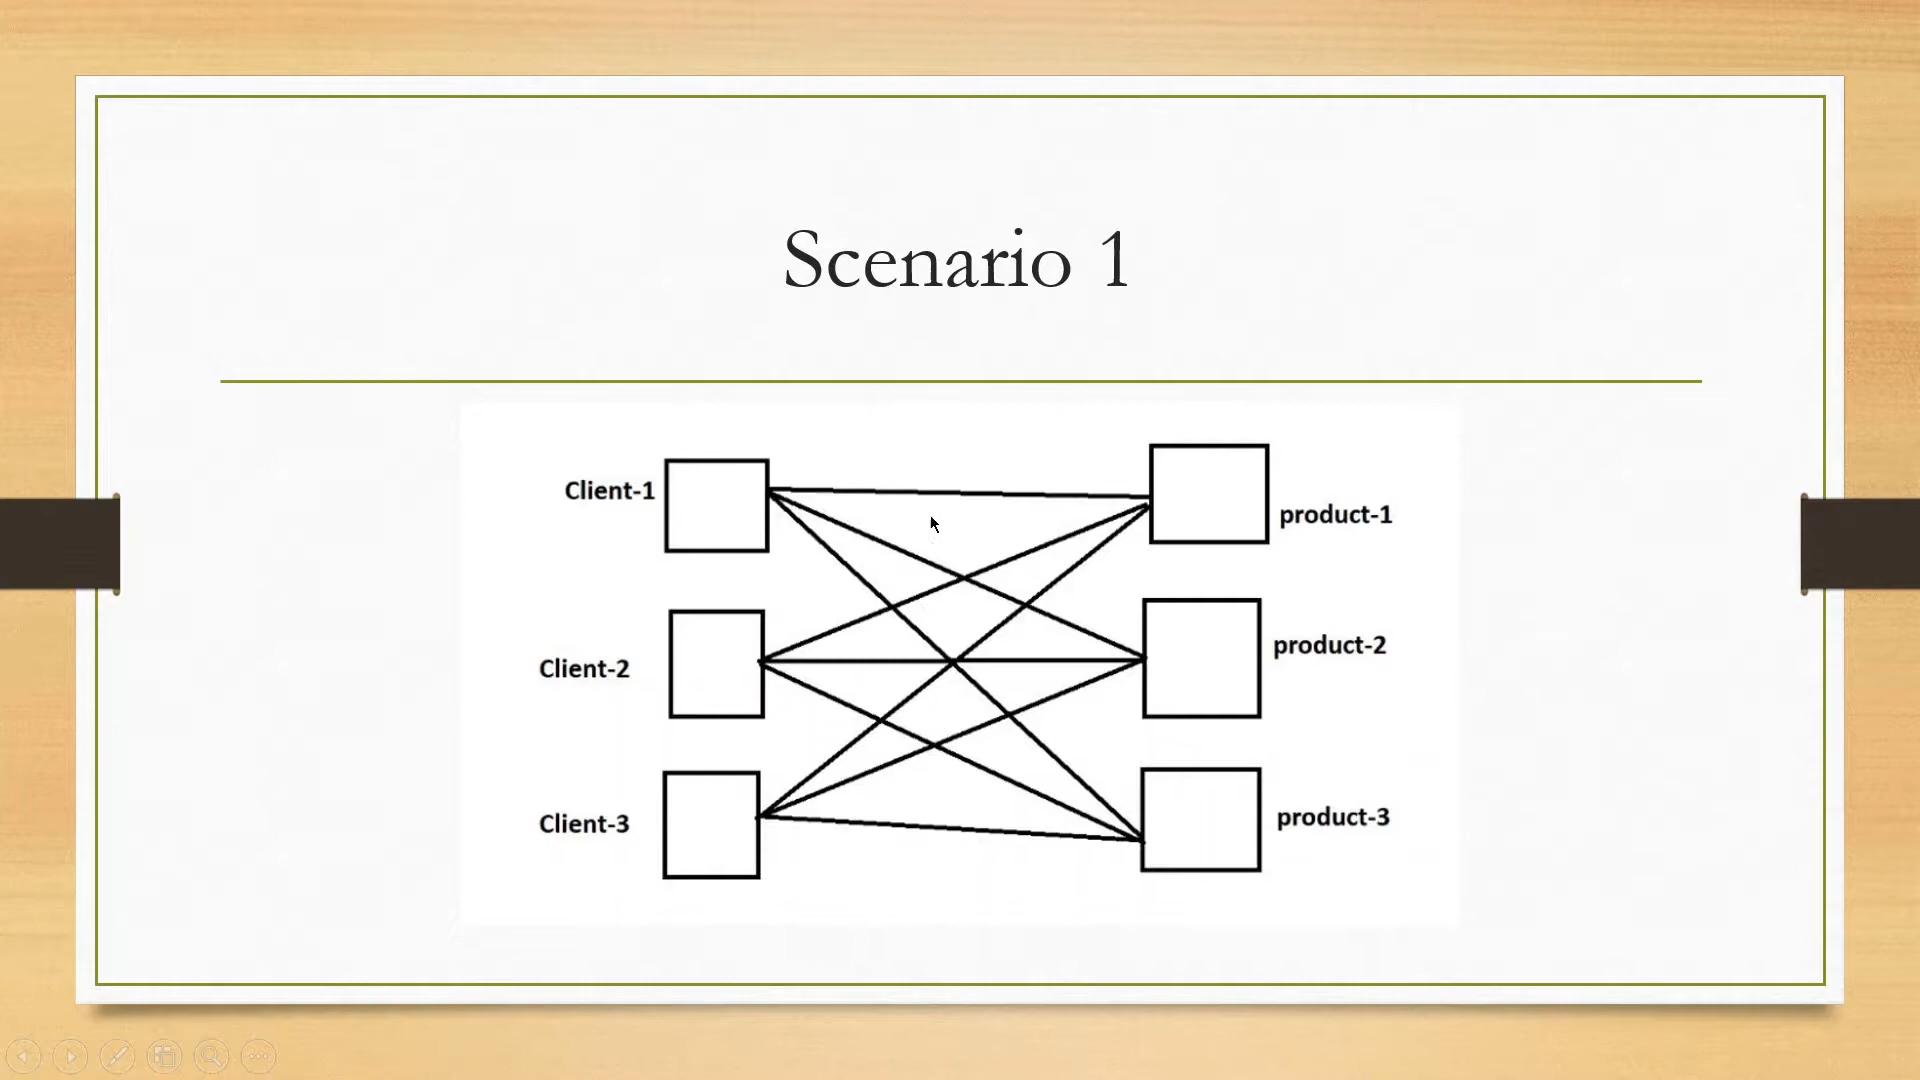 Scenario 1
Client-1
product-1
Client-2
product-2
Client-3
product-3